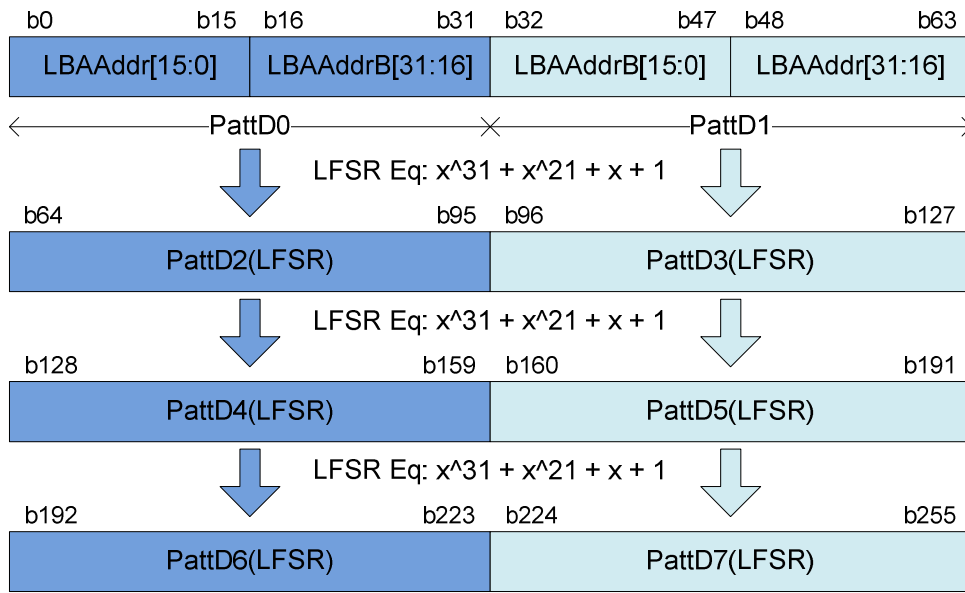 b0 b15 b16 b31 b32 b47 b48 b63
LBAAddr[15:0] LBAAddrB[31:16] LBAAddrB[15:0] LBAAddr[31:16]
PattD0 PattD1
LFSR Eq: x^31 + x^21 + x + 1
b64 b95 b96 b127
PattD2(LFSR) PattD3(LFSR)
LFSR Eq: x^31 + x^21 + x + 1
b128 b159 b160 b191
PattD4(LFSR) PattD5(LFSR)
LFSR Eq: x^31 + x^21 + x + 1
b192 b223 b224 b255
PattD6(LFSR) PattD7(LFSR)